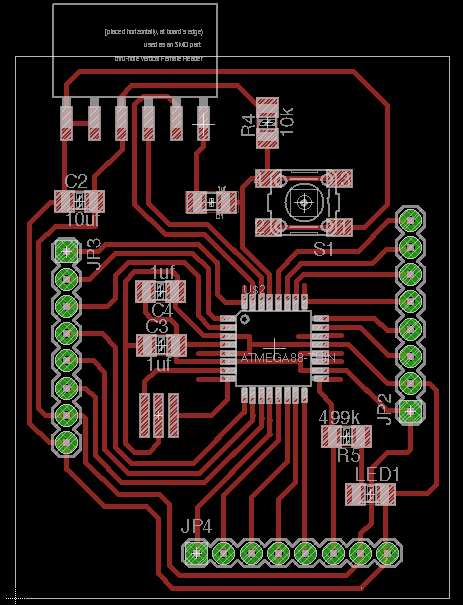 (placed horizontally, at board's edge)
used as an SMD part
thru-hole vertical Female Header
R4
10k
C2
10uf
S1
JP3
1uf
C4
C3
1uf
U$2
ATMEGA88-
JP2
499k
R5
LED1
JP4